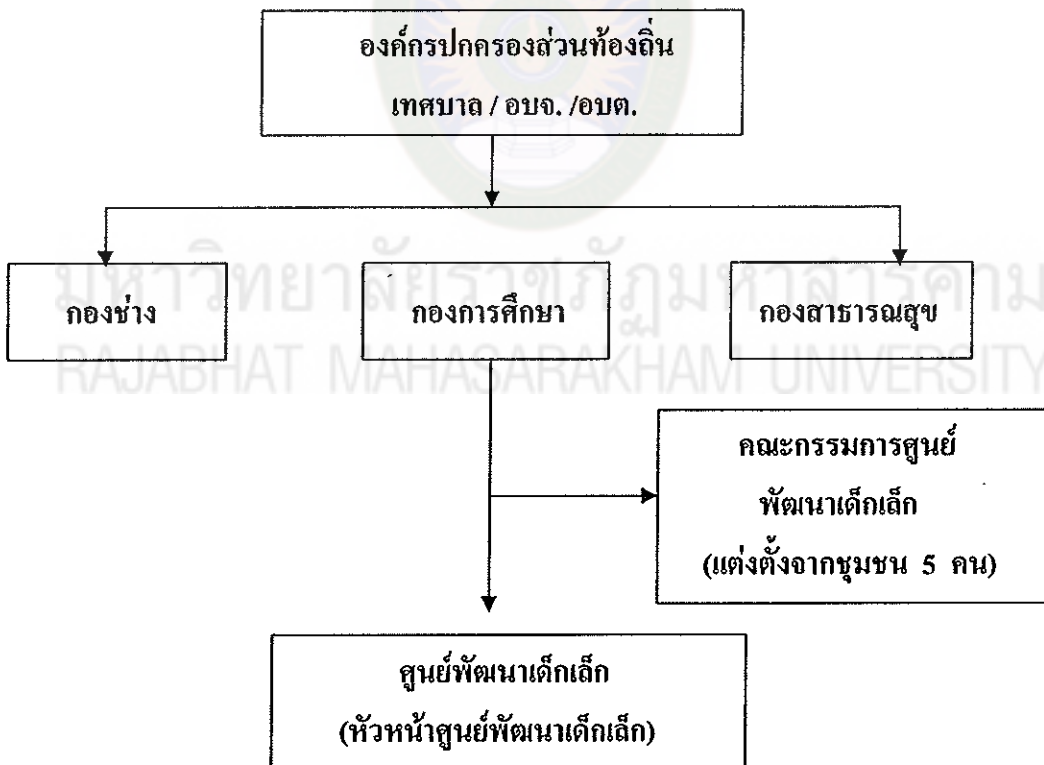 องค์กรปกครองส่วนท้องถิ่น
เทศบาล / อบจ. /อบต.
มหาวิทยาลัยราชภัฏมหาสารคาม
RAJABHAT MAHASARAKHAM UNIVERSITY
กองช่าง
กองการศึกษา
กองสาธารณสุข
คณะกรรมการศูนย์
พัฒนาเด็กเล็ก
(แต่งตั้งจากชุมชน 5 คน)
ศูนย์พัฒนาเด็กเล็ก
(หัวหน้าศูนย์พัฒนาเด็กเล็ก)